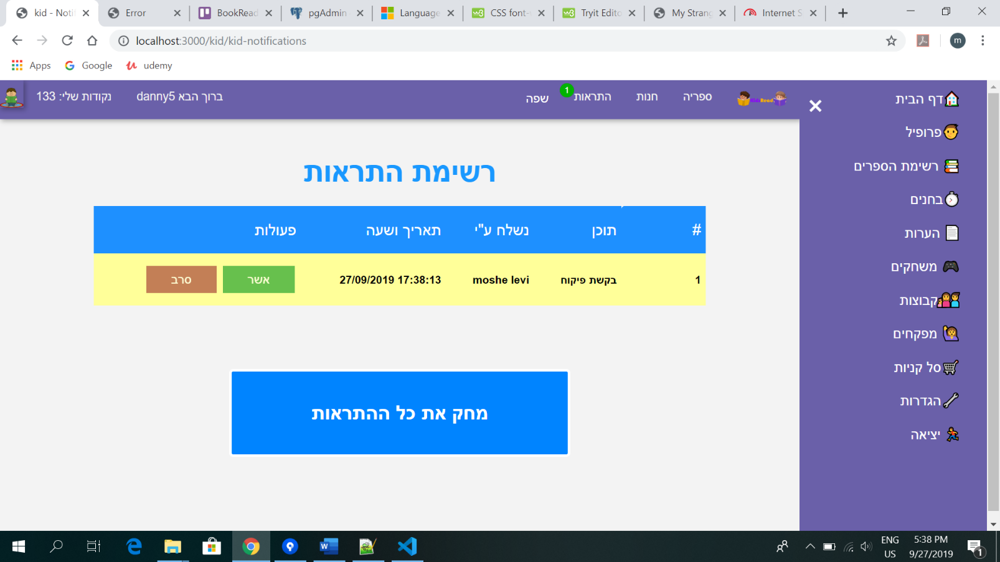 kid - Notif
Error
BookRead
pgAdmin
Language
CSS font-
Tryit Edito
My Strang
Internet S
localhost:3000/kid/kid-notifications
m
Apps
Google
udemy
ספריה
חנות
התראות
1
שפה
ברוך הבא danny5
נקודות שלי: 133
דף הבית
פרופיל
רשימת הספרים
בחנים
הערות
משחקים
קבוצות
מפקחים
סל קניות
הגדרות
יציאה
רשימת התראות
# תוכן נשלח ע"י תאריך ושעה פעולות
1 בקשת פיקוח moshe levi 27/09/2019 17:38:13 אשר סרב
מחק את כל ההתראות
ENG
US
5:38 PM
9/27/2019
1